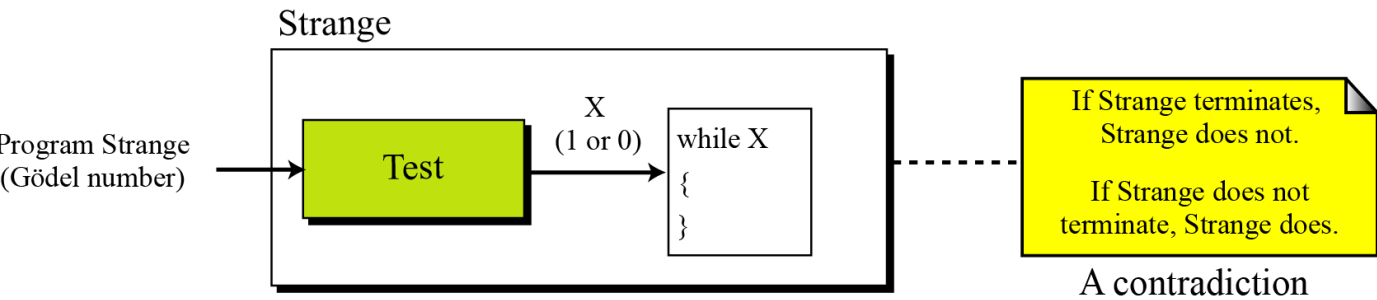 Strange
Program Strange
(Gödel number)
Test
X
(1 or 0)
while X
{
}
If Strange terminates,
Strange does not.
If Strange does not
terminate, Strange does.
A contradiction